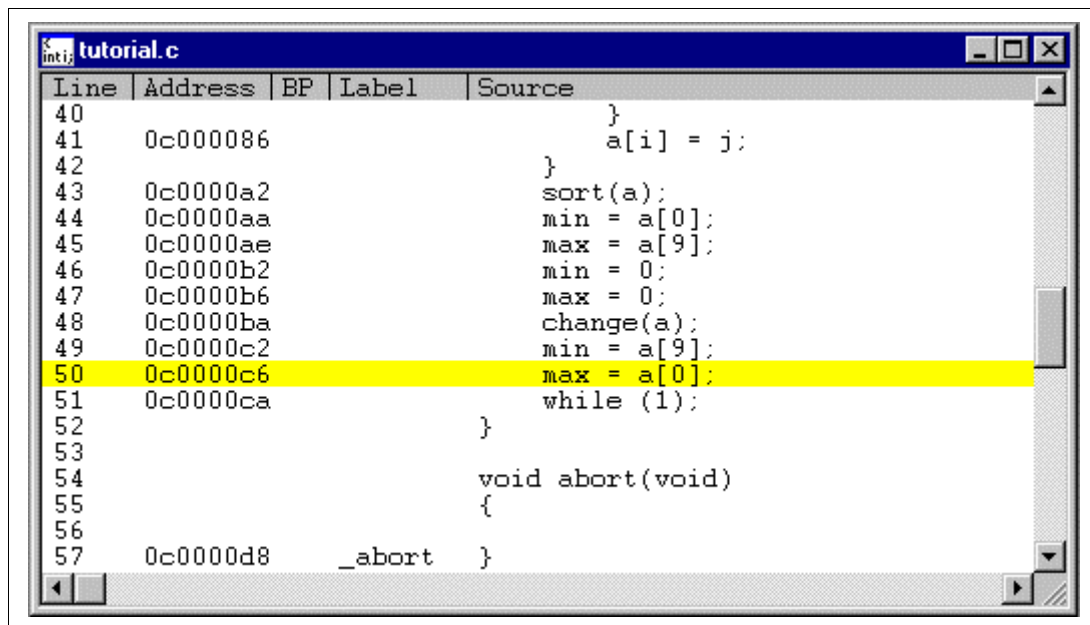 inti; tutorial.c
Line Address BP Label Source
40 }
41 0c000086 a[i] = j;
42 }
43 0c0000a2 sort(a);
44 0c0000aa min = a[0];
45 0c0000ae max = a[9];
46 0c0000b2 min = 0;
47 0c0000b6 max = 0;
48 0c0000ba change(a);
49 0c0000c2 min = a[9];
50 0c0000c6 max = a[0];
51 0c0000ca while (1);
52 }
53
54 void abort(void)
55 {
56
57 0c0000d8 _abort }